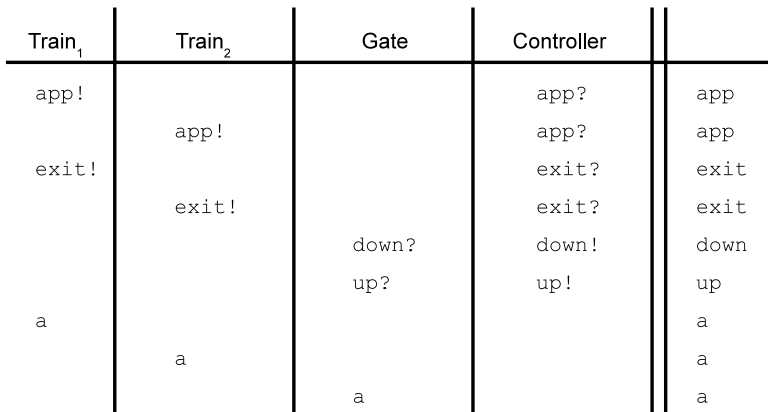 Train₁ Train₂ Gate Controller
app! app? app
app! app? app
exit! exit? exit
exit! exit? exit
down? down! down
up? up! up
a a
a a
a a